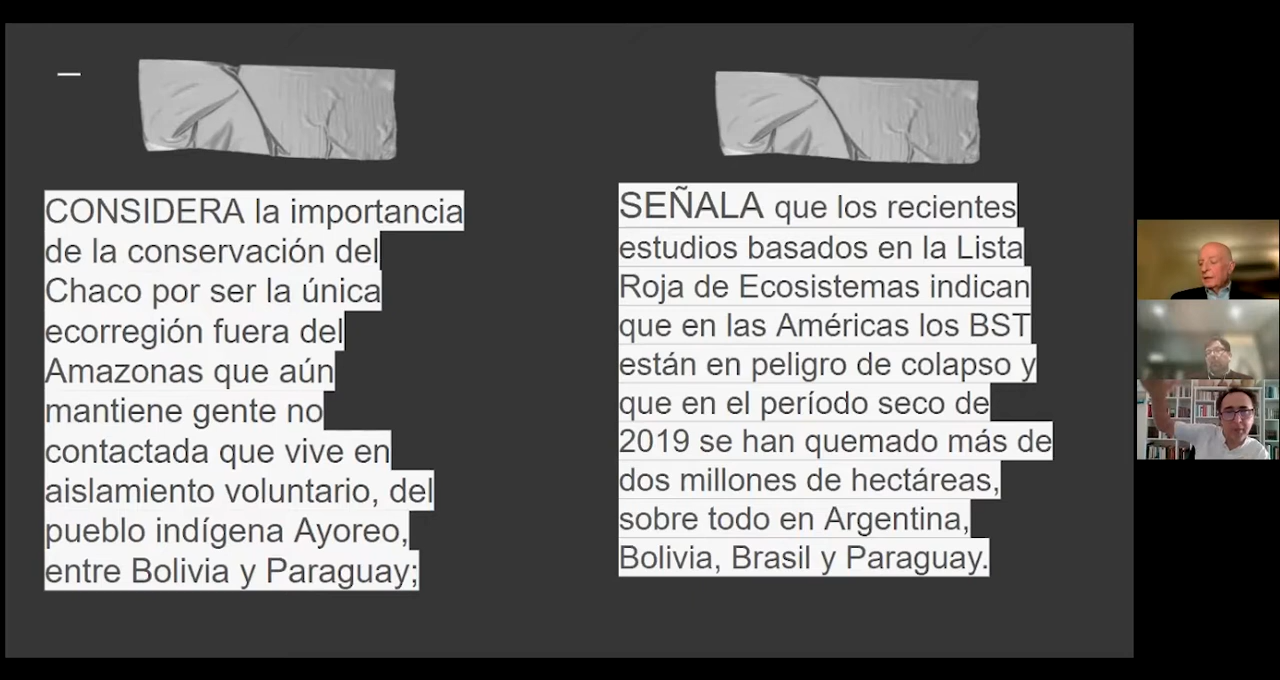 CONSIDERA la importancia
de la conservación del
Chaco por ser la única
ecorregión fuera del
Amazonas que aún
mantiene gente no
contactada que vive en
aislamiento voluntario, del
pueblo indígena Ayoreo,
entre Bolivia y Paraguay;
SEÑALA que los recientes
estudios basados en la Lista
Roja de Ecosistemas indican
que en las Américas los BST
están en peligro de colapso y
que en el período seco de
2019 se han quemado más de
dos millones de hectáreas,
sobre todo en Argentina,
Bolivia, Brasil y Paraguay.